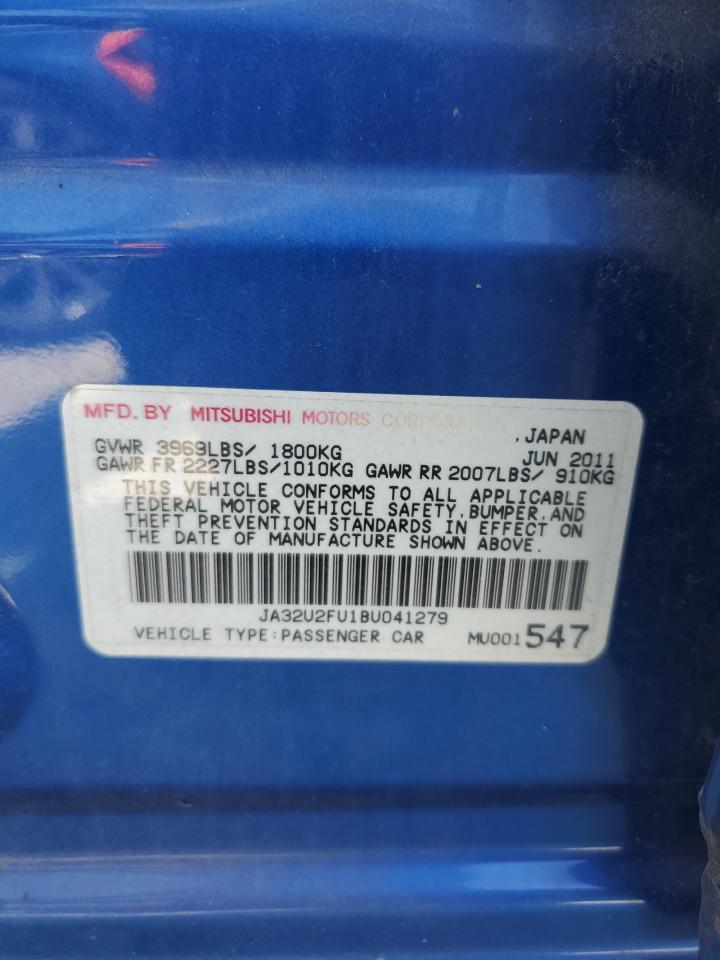 MFD. BY MITSUBISHI MOTORS CORPORATION, JAPAN
GVWR 3969LBS/ 1800KG JUN 2011
GAWR FR 2227LBS/1010KG GAWR RR 2007LBS/ 910KG
THIS VEHICLE CONFORMS TO ALL APPLICABLE
FEDERAL MOTOR VEHICLE SAFETY, BUMPER, AND
THEFT PREVENTION STANDARDS IN EFFECT ON
THE DATE OF MANUFACTURE SHOWN ABOVE.
JA32U2FU1BU041279
VEHICLE TYPE:PASSENGER CAR MU001547